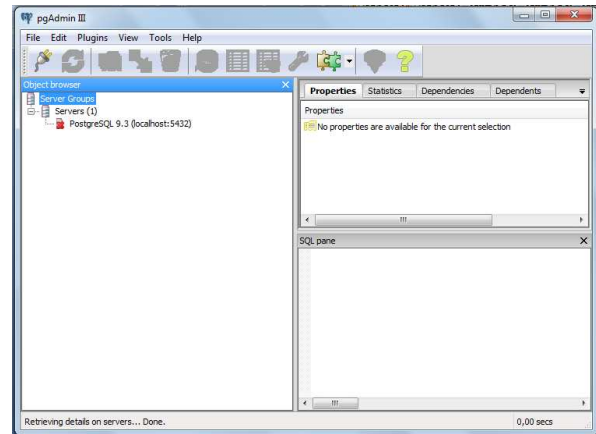 pgAdmin III
File Edit Plugins View Tools Help
Object browser
Server Groups
Servers (1)
PostgreSQL 9.3 (localhost:5432)
Properties Statistics Dependencies Dependents
Properties
No properties are available for the current selection
SQL pane
Retrieving details on servers... Done.
0,00 secs